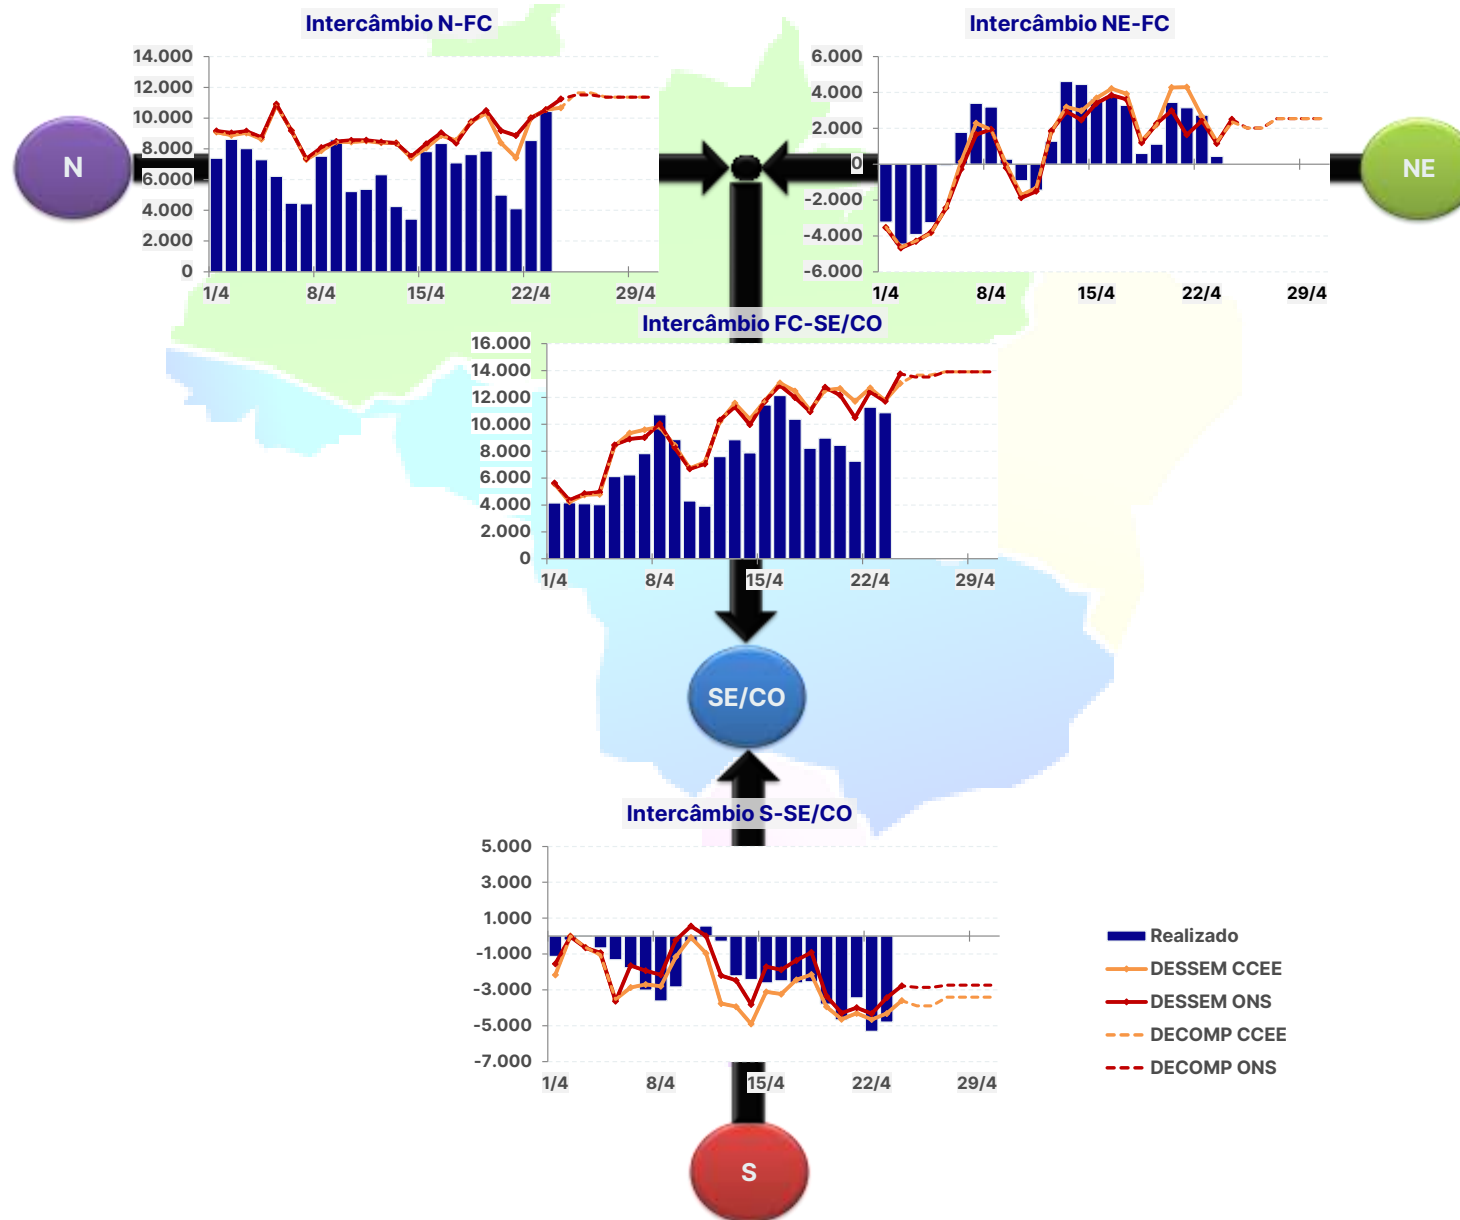 Intercâmbio N-FC
14.000
12.000
10.000
8.000
6.000
4.000
2.000
0
1/4 8/4 15/4 22/4 29/4
Intercâmbio NE-FC
6.000
4.000
2.000
0
-2.000
-4.000
-6.000
1/4 8/4 15/4 22/4 29/4
N
NE
Intercâmbio FC-SE/CO
16.000
14.000
12.000
10.000
8.000
6.000
4.000
2.000
0
1/4 8/4 15/4 22/4 29/4
SE/CO
Intercâmbio S-SE/CO
5.000
3.000
1.000
-1.000
-3.000
-5.000
-7.000
1/4 8/4 15/4 22/4 29/4
Realizado
DESSEM CCEE
DESSEM ONS
DECOMP CCEE
DECOMP ONS
S